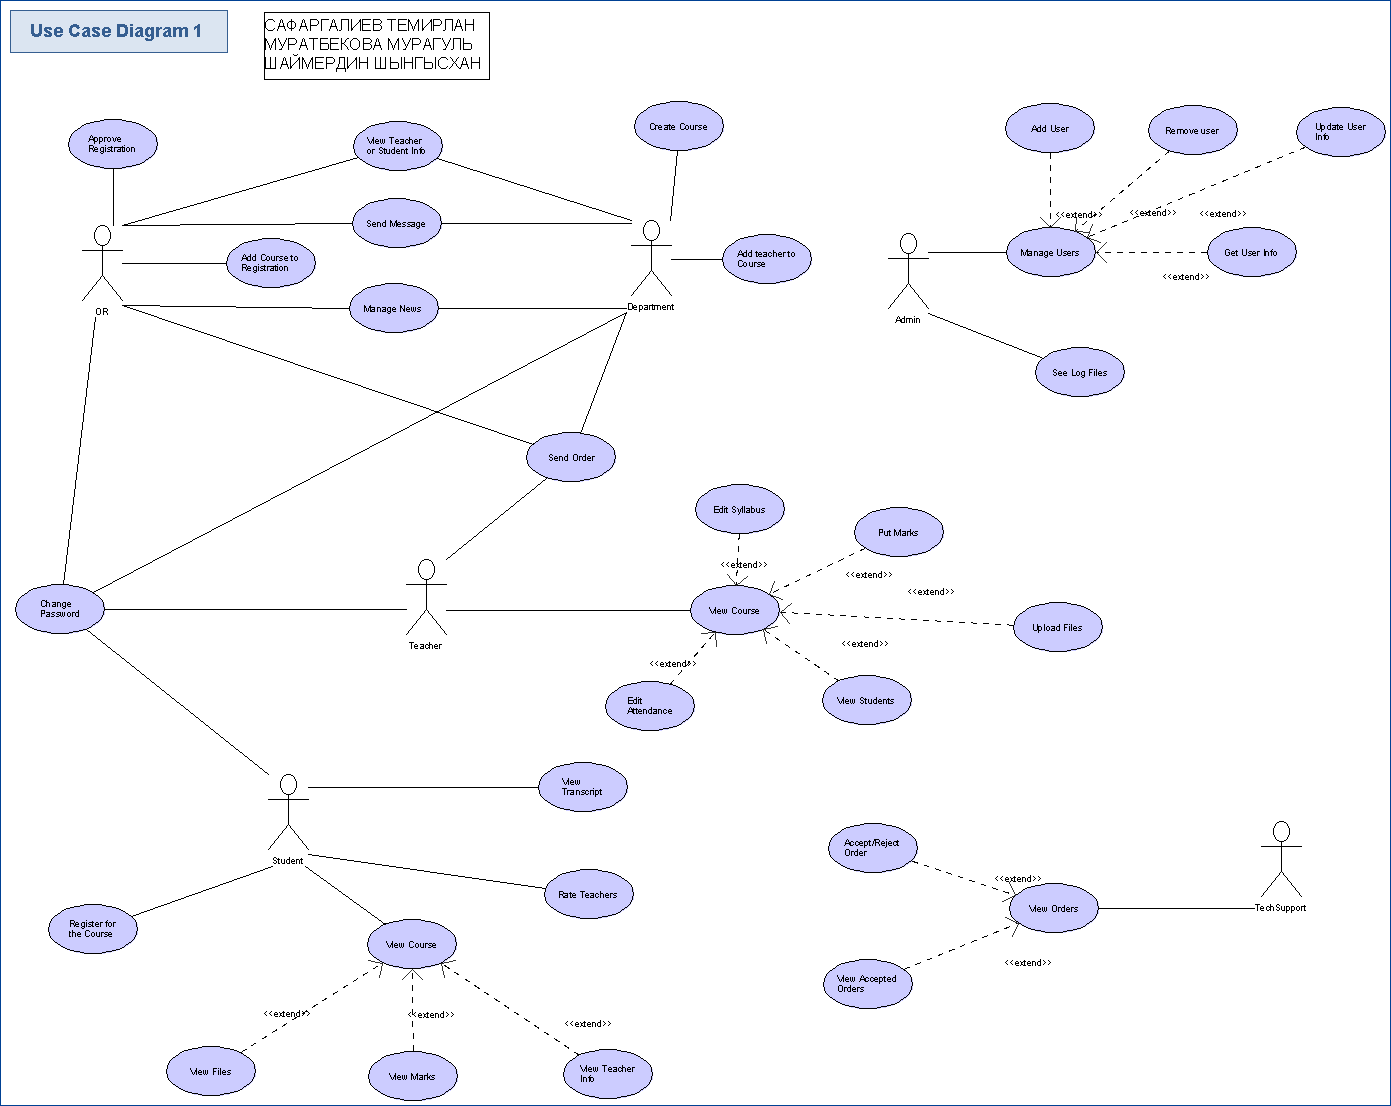 Use Case Diagram 1
САФАРГАЛИЕВ ТЕМИРЛАН
МУРАТБЕКОВА МУРАГУЛЬ
ШАЙМЕРДИН ШЫНГЫСХАН
Approve
Registration
View Teacher
or Student Info
Create Course
Add User
Remove user
Update User
Info
Send Message
<<extend>>
<<extend>>
<<extend>>
Add Course to
Registration
Add teacher to
Course
Manage Users
Get User Info
<<extend>>
Manage News
Department
OR
Admin
See Log Files
Send Order
Edit Syllabus
Put Marks
<<extend>>
<<extend>>
<<extend>>
Change
Password
View Course
Upload Files
Teacher
<<extend>>
<<extend>>
Edit
Attendance
View Students
View
Transcript
Accept/Reject
Order
Student
<<extend>>
Rate Teachers
View Orders
TechSupport
Register for
the Course
View Course
<<extend>>
View Accepted
Orders
<<extend>>
<<extend>>
<<extend>>
View Files
View Marks
View Teacher
Info